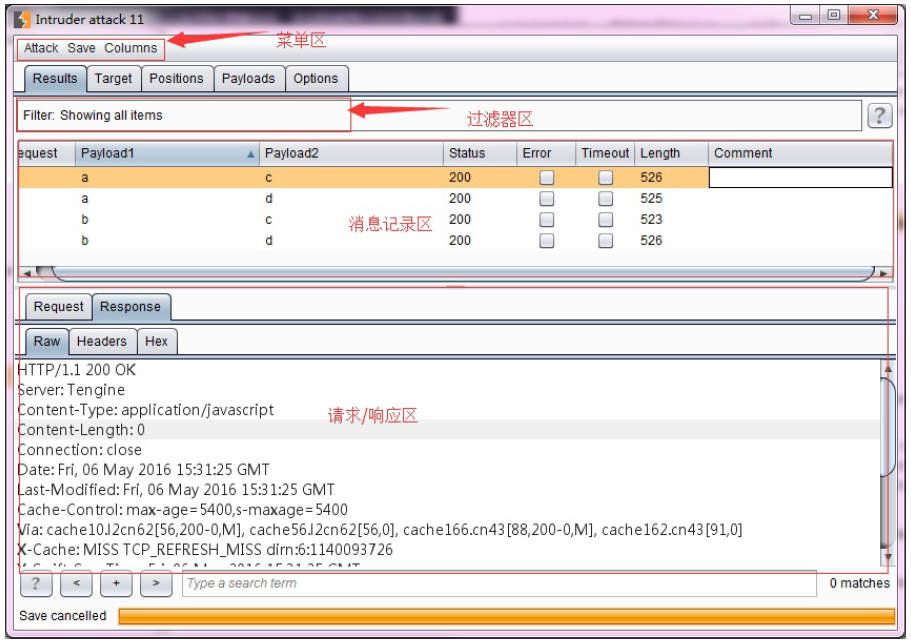 Intruder attack 11
Attack Save Columns
菜单区
Results Target Positions Payloads Options
Filter: Showing all items
过滤器区
?
equest Payload1 Payload2 Status Error Timeout Length Comment
a c 200 526
a d 200 525
b c 200 523
消息记录区
b d 200 526
Request Response
Raw Headers Hex
HTTP/1.1 200 OK
Server: Tengine
Content-Type: application/javascript
请求/响应区
Content-Length: 0
Connection: close
Date: Fri, 06 May 2016 15:31:25 GMT
Last-Modified: Fri, 06 May 2016 15:31:25 GMT
Cache-Control: max-age=5400,s-maxage=5400
Via: cache10.l2cn62[56,200-0,M], cache56.l2cn62[56,0], cache166.cn43[88,200-0,M], cache162.cn43[91,0]
X-Cache: MISS TCP_REFRESH_MISS dirn:6:1140093726
? < + > Type a search term 0 matches
Save cancelled